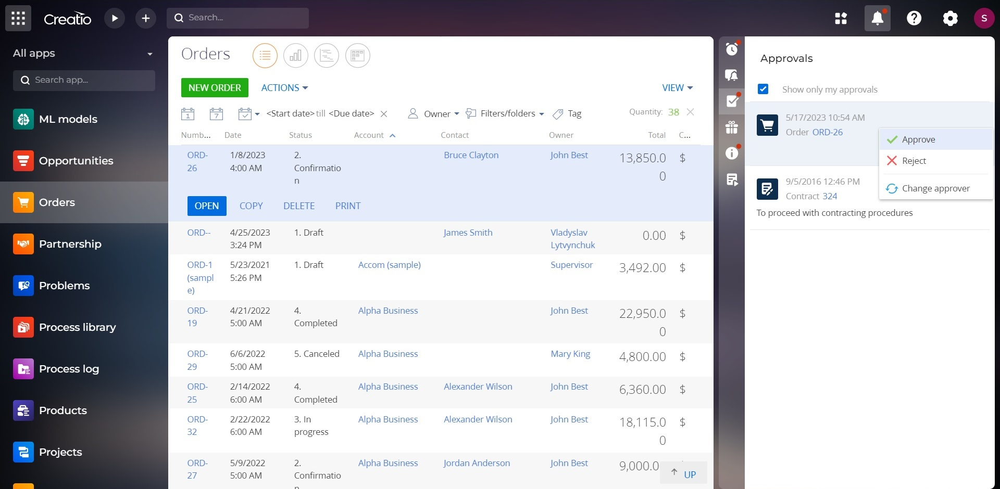 Creatio
Search...
S
All apps
Search app...
ML models
Opportunities
Orders
Partnership
Problems
Process library
Process log
Products
Projects
Orders
NEW ORDER
ACTIONS
VIEW
1
7
<Start date> till <Due date>
Owner
Filters/folders
Tag
Quantity: 38
Numb... Date Status Account Contact Owner Total C...
ORD- 1/8/2023 2. Bruce Clayton John Best 13,850.0 $
26 4:00 AM Confirmatio 0
n
OPEN COPY DELETE PRINT
ORD-- 4/25/2023 1. Draft James Smith Vladyslav 0.00 $
3:24 PM Lytvynchuk
ORD-1 5/23/2021 1. Draft Accom (sample) Supervisor 3,492.00 $
(sampl 5:26 PM
e)
ORD- 4/21/2022 4. Alpha Business John Best 22,950.0 $
19 5:00 AM Completed 0
ORD- 6/6/2022 5. Canceled Alpha Business Mary King 4,800.00 $
29 5:00 AM
ORD- 2/14/2022 4. Alpha Business Alexander Wilson John Best 6,360.00 $
25 6:00 AM Completed
ORD- 2/22/2022 3. In Alpha Business Alexander Wilson John Best 18,115.0 $
32 6:00 AM progress 0
ORD- 5/9/2022 2. Alpha Business Jordan Anderson John Best 9,000.0
27 5:00 AM Confirmatio
UP
Approvals
Show only my approvals
5/17/2023 10:54 AM
Order ORD-26
Approve
Reject
Change approver
9/5/2016 12:46 PM
Contract 324
To proceed with contracting procedures